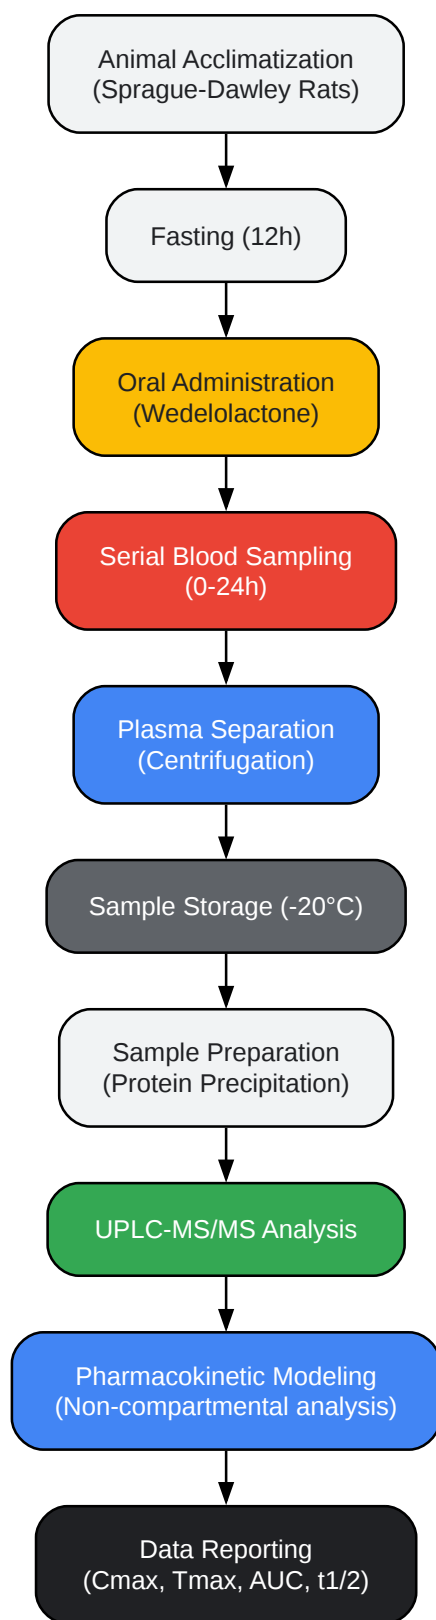 Animal Acclimatization
(Sprague-Dawley Rats)
Fasting (12h)
Oral Administration
(Wedelolactone)
Serial Blood Sampling
(0-24h)
Plasma Separation
(Centrifugation)
Sample Storage (-20°C)
Sample Preparation
(Protein Precipitation)
UPLC-MS/MS Analysis
Pharmacokinetic Modeling
(Non-compartmental analysis)
Data Reporting
(Cmax, Tmax, AUC, t1/2)